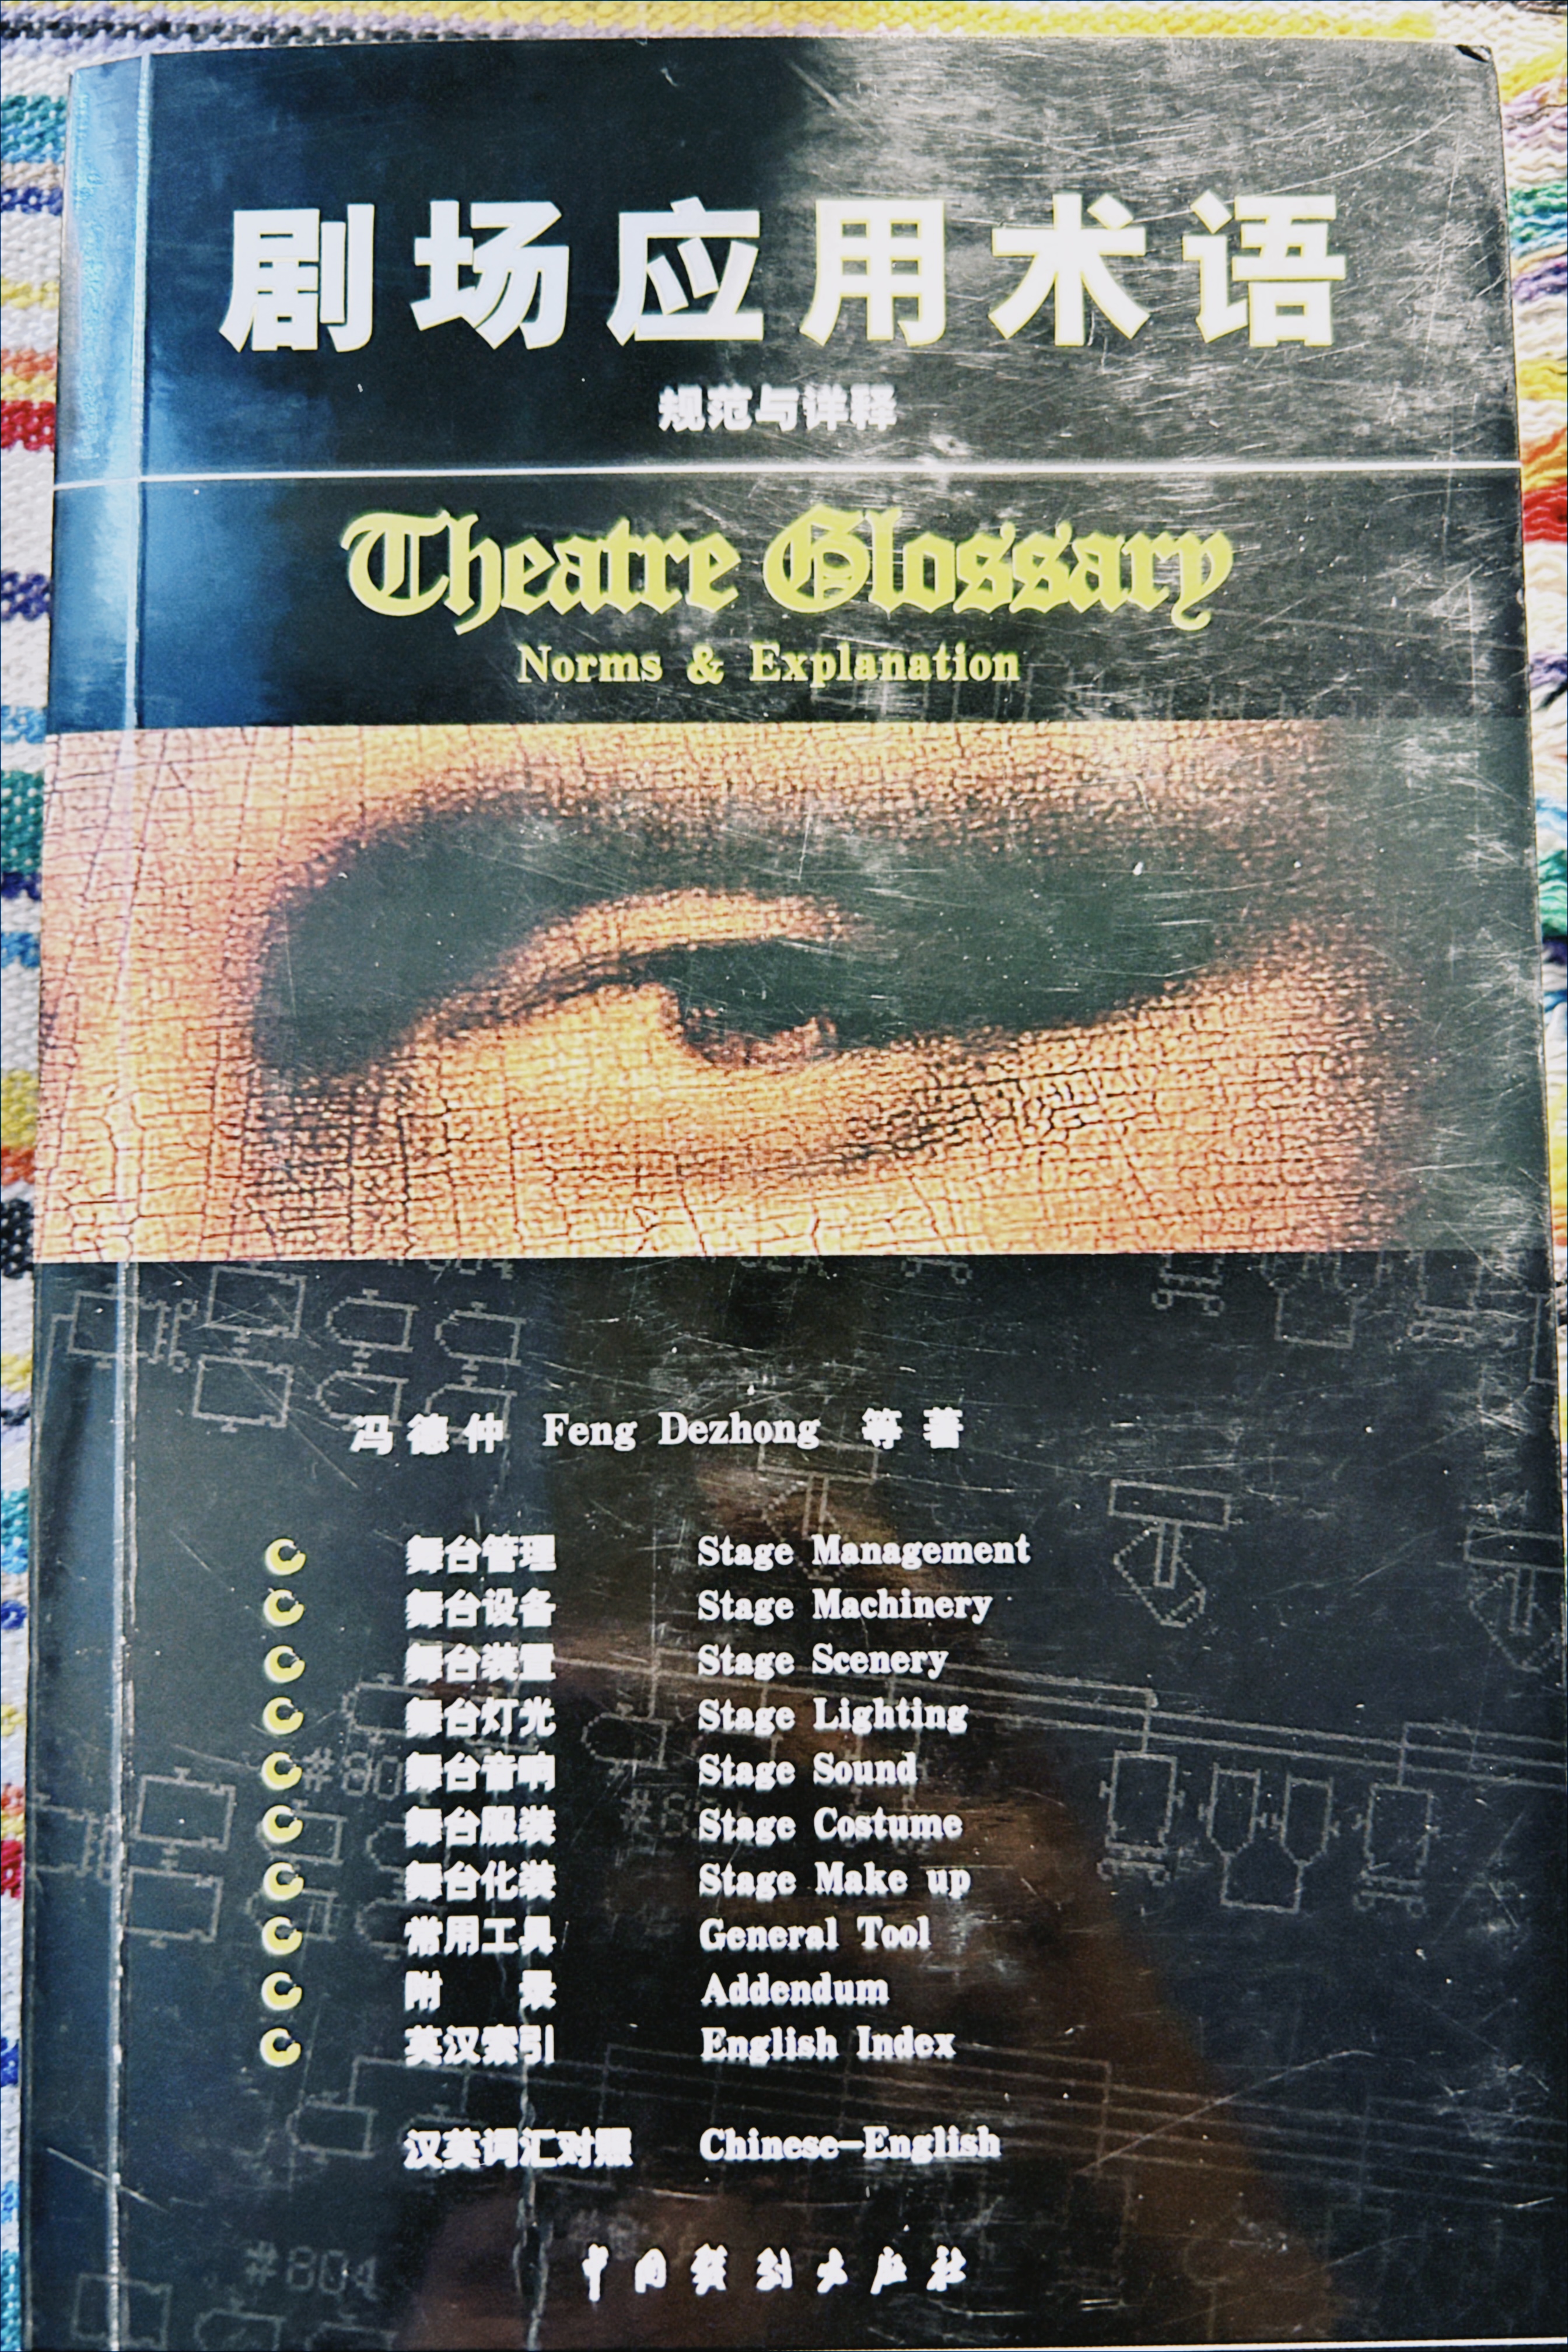 剧场应用术语
规范与详释
Theatre Glossary
Norms & Explanation
冯德仲 Feng Dezhong 等著
舞台管理 Stage Management
舞台设备 Stage Machinery
舞台装置 Stage Scenery
舞台灯光 Stage Lighting
舞台音响 Stage Sound
舞台服装 Stage Costume
舞台化装 Stage Make up
常用工具 General Tool
附 录 Addendum
英汉索引 English Index
汉英词汇对照 Chinese-English
#804
中国戏剧出版社